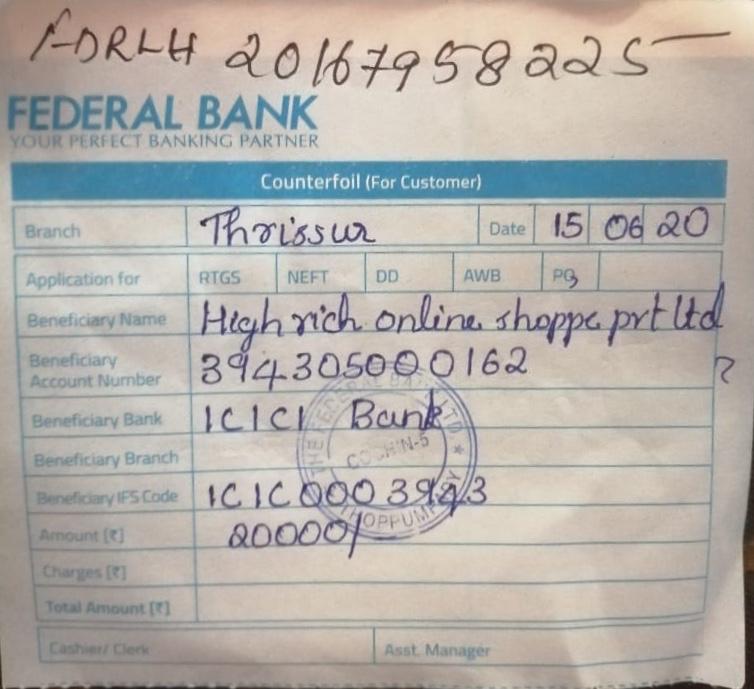 FDRLH 20167958225
FEDERAL BANK
YOUR PERFECT BANKING PARTNER
Counterfoil (For Customer)
Branch Thrissur Date 15 06 20
Application for RTGS NEFT DD AWB PO
Beneficiary Name High rich online shoppe prt ltd
Beneficiary Account Number 394305000162
Beneficiary Bank ICICI Bank
Beneficiary Branch
Beneficiary IFS Code ICIC0003943
Amount [₹] 20000/
Charges [₹]
Total Amount [₹]
Cashier/ Clerk Asst. Manager
THE FEDERAL BANK LTD. ★ THOPPUMPADY
COCHIN-5